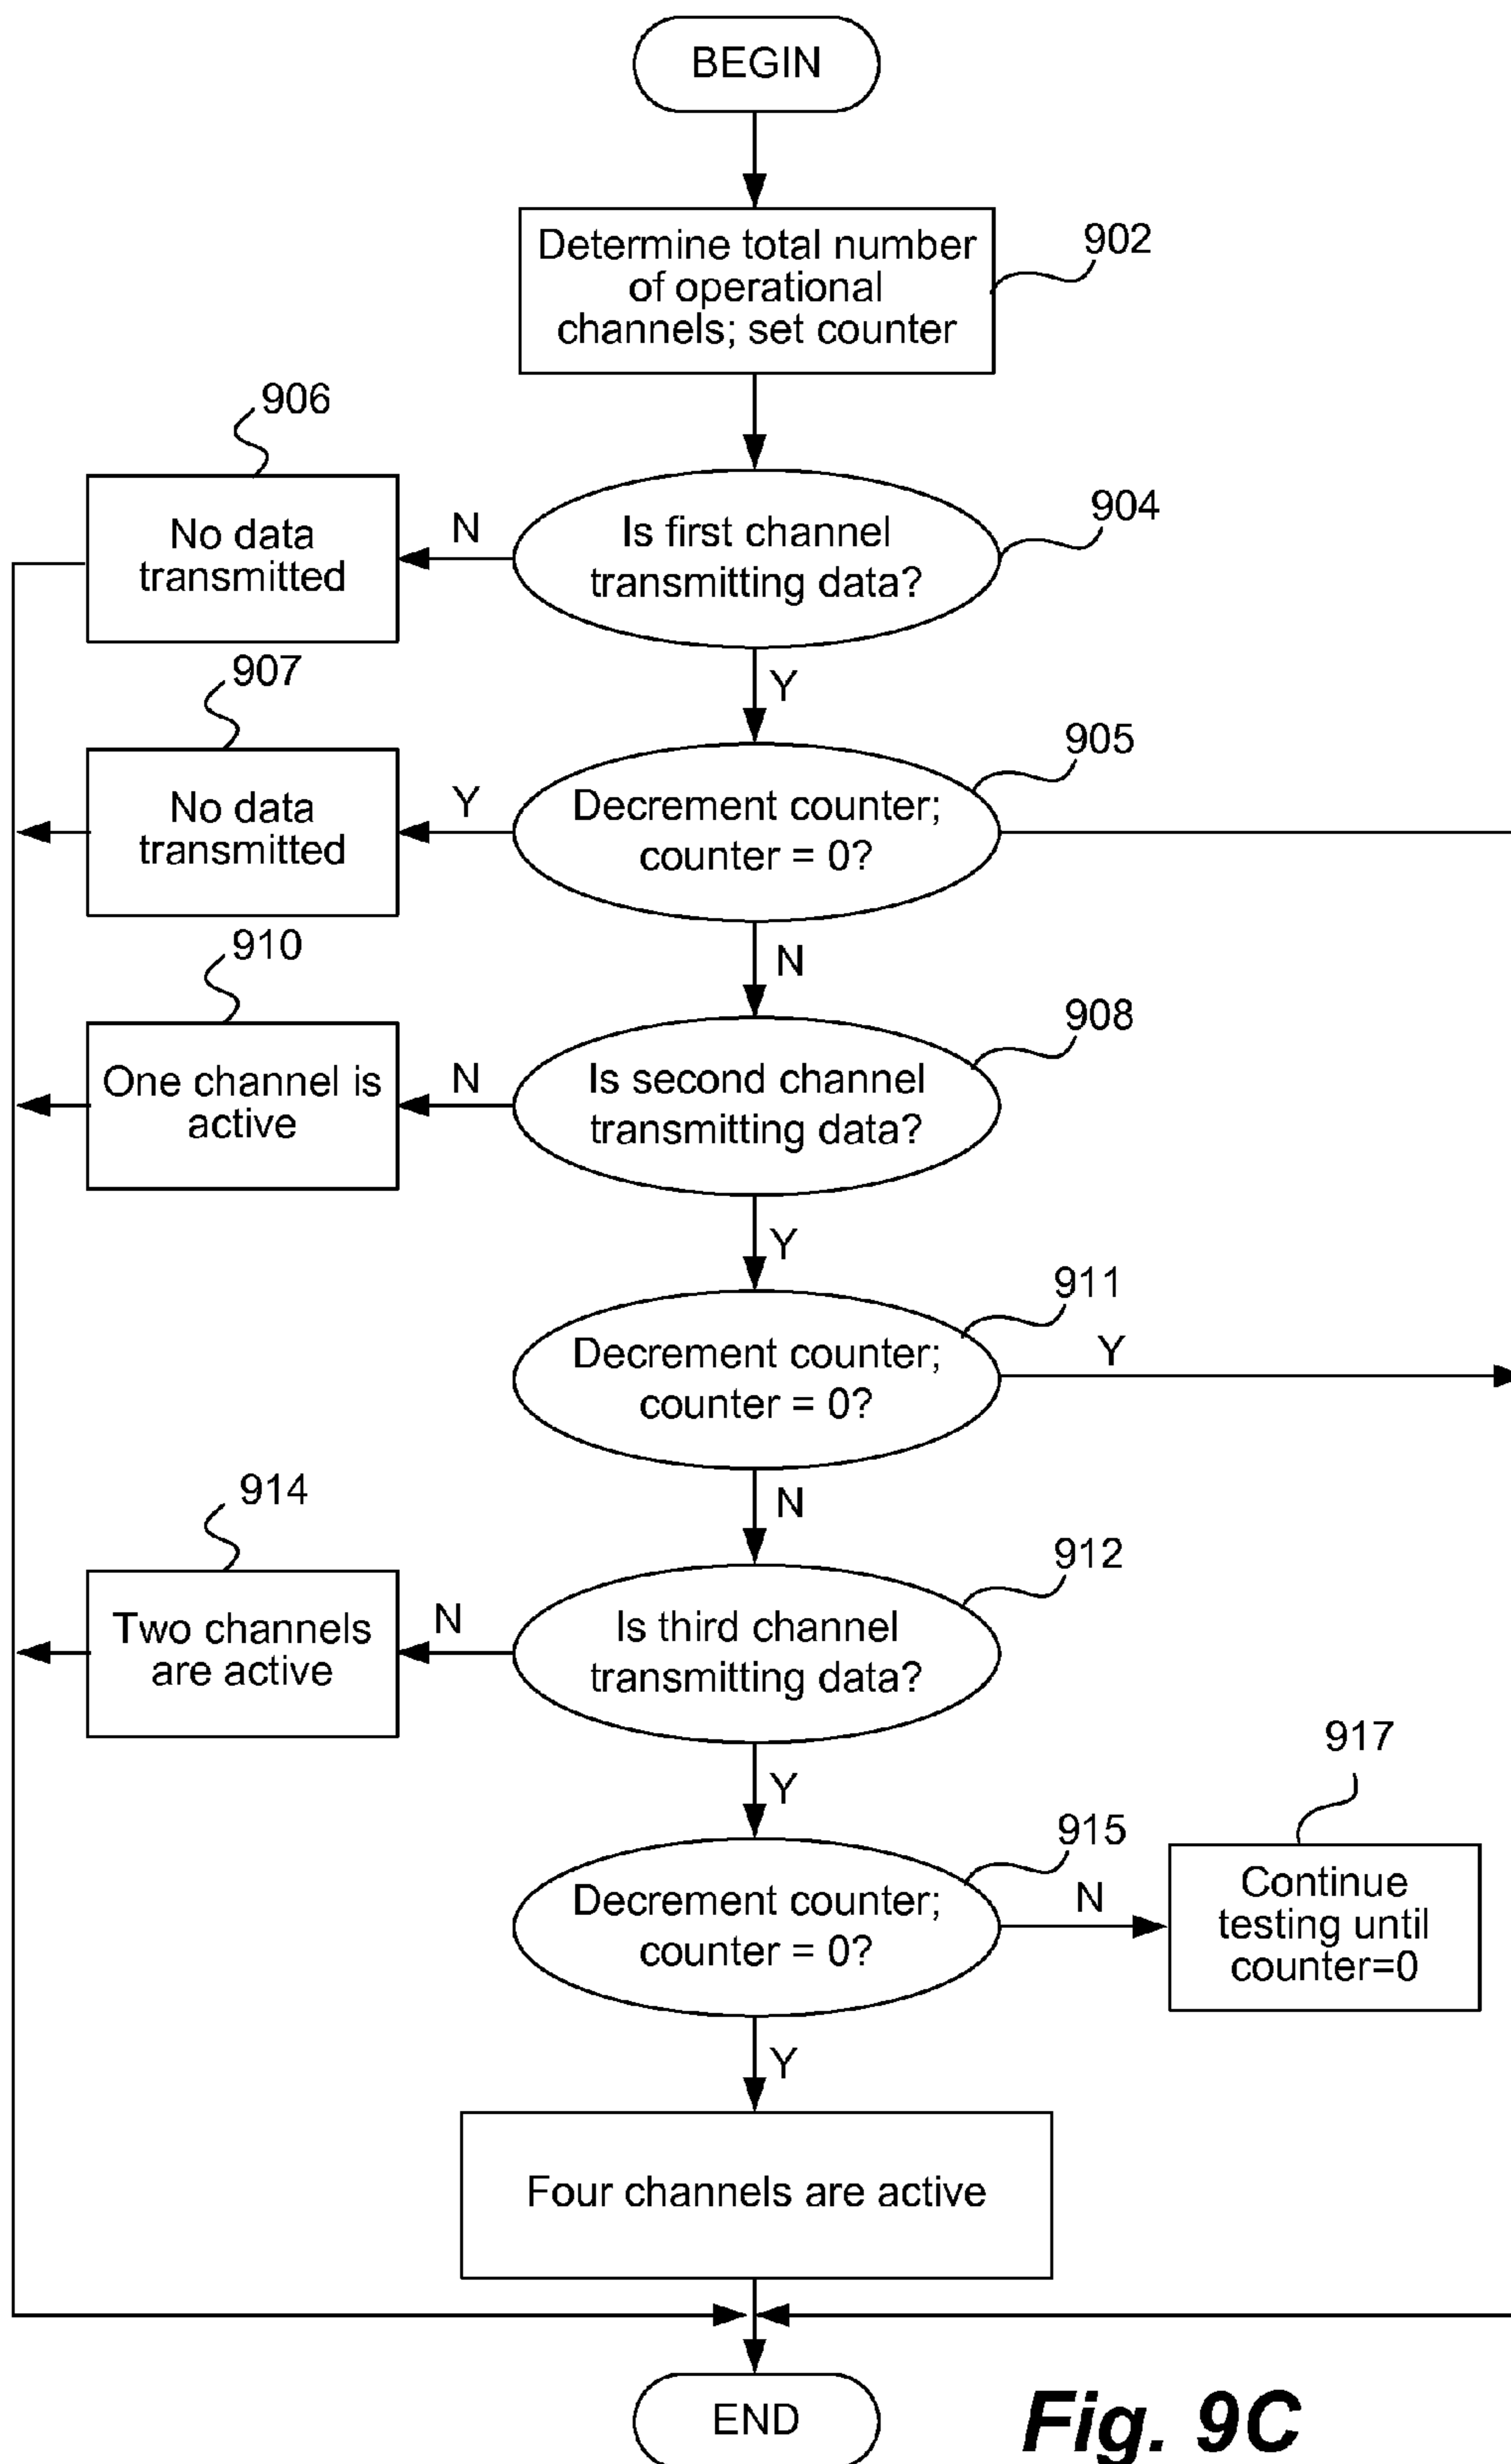 BEGIN
Determine total number
of operational
channels; set counter
902
906
No data
transmitted
N
Is first channel
transmitting data?
904
Y
907
No data
transmitted
Y
Decrement counter;
counter = 0?
905
N
910
One channel is
active
N
Is second channel
transmitting data?
908
Y
Decrement counter;
counter = 0?
911
Y
N
914
Two channels
are active
N
Is third channel
transmitting data?
912
Y
Decrement counter;
counter = 0?
915
N
917
Continue
testing until
counter=0
Y
Four channels are active
END
Fig. 9C